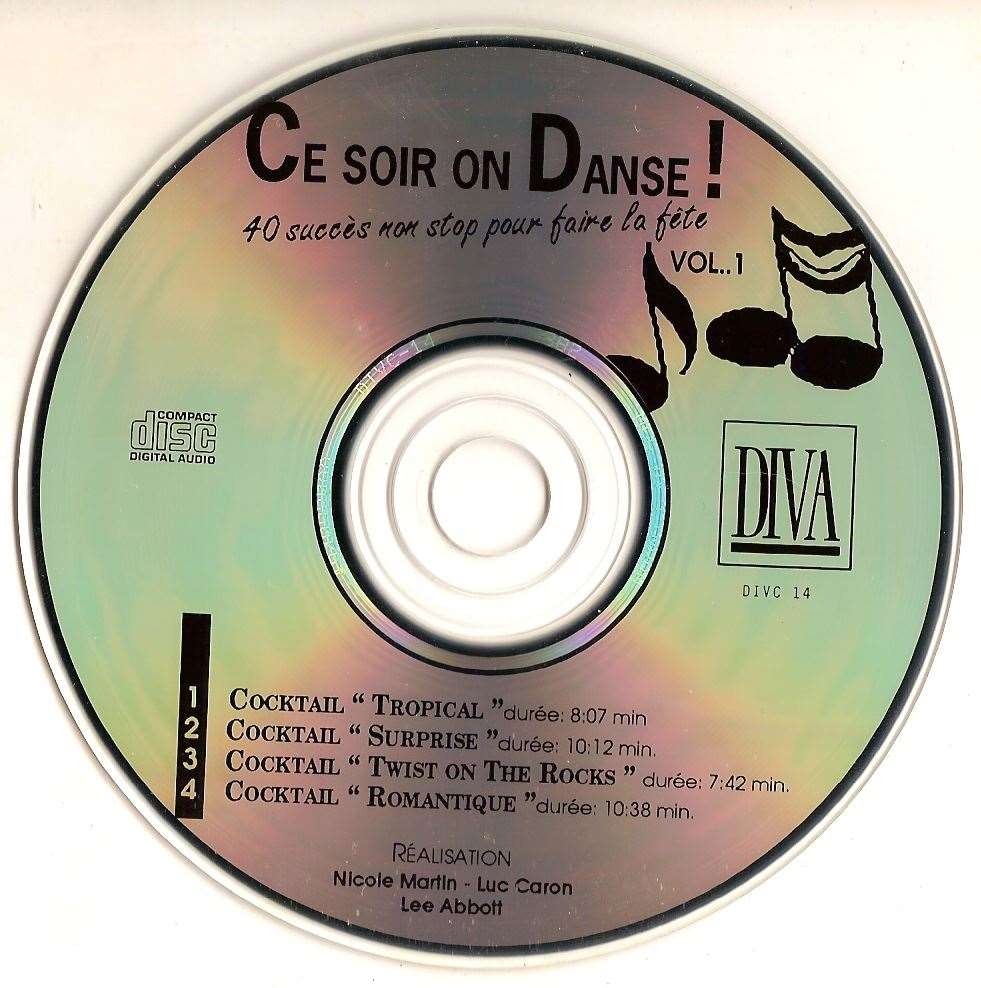 CE SOIR ON DANSE !
40 succès non stop pour faire la fête
VOL..1
DIVC-14
COMPACT
disc
DIGITAL AUDIO
DIVA
DIVC 14
1 COCKTAIL “ TROPICAL ” durée: 8:07 min
2 COCKTAIL “ SURPRISE ” durée: 10:12 min.
3 COCKTAIL “ TWIST ON THE ROCKS ” durée: 7:42 min.
4 COCKTAIL “ ROMANTIQUE ” durée: 10:38 min.
RÉALISATION
Nicole Martin - Luc Caron
Lee Abbott